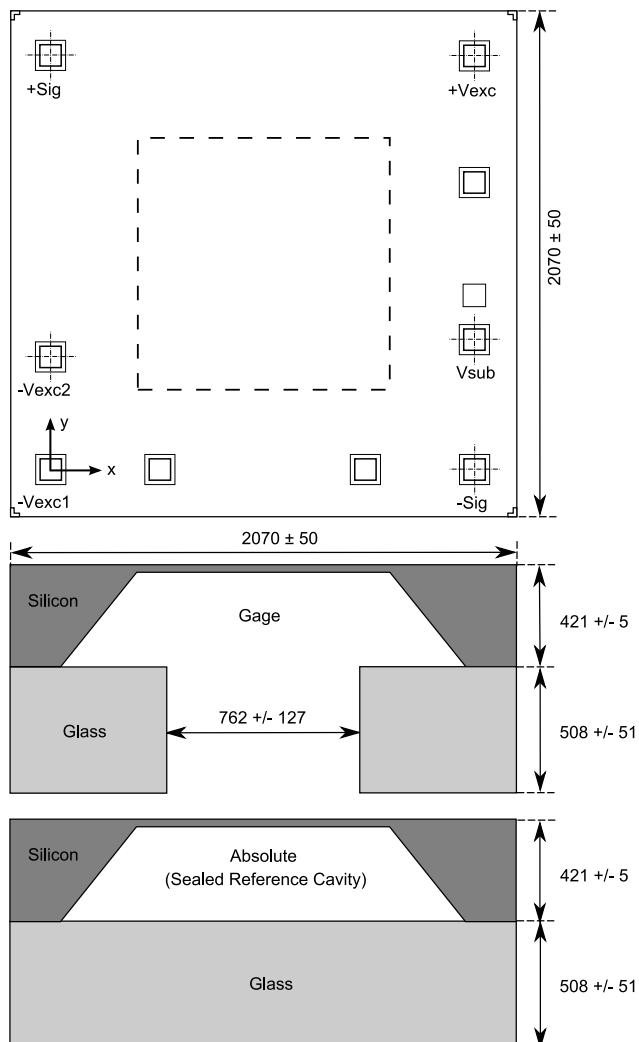 +Sig
+Vexc
2070 ± 50
-Vexc2
Vsub
y
x
-Vexc1
-Sig
2070 ± 50
Silicon
Gage
421 +/- 5
Glass
762 +/- 127
508 +/- 51
Silicon
Absolute
(Sealed Reference Cavity)
421 +/- 5
Glass
508 +/- 51